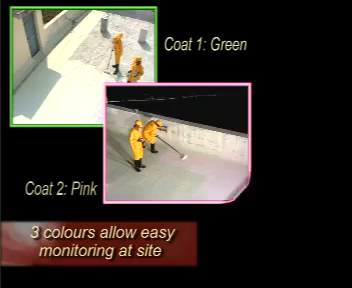 Coat 1: Green
Coat 2: Pink
3 colours allow easy
monitoring at site